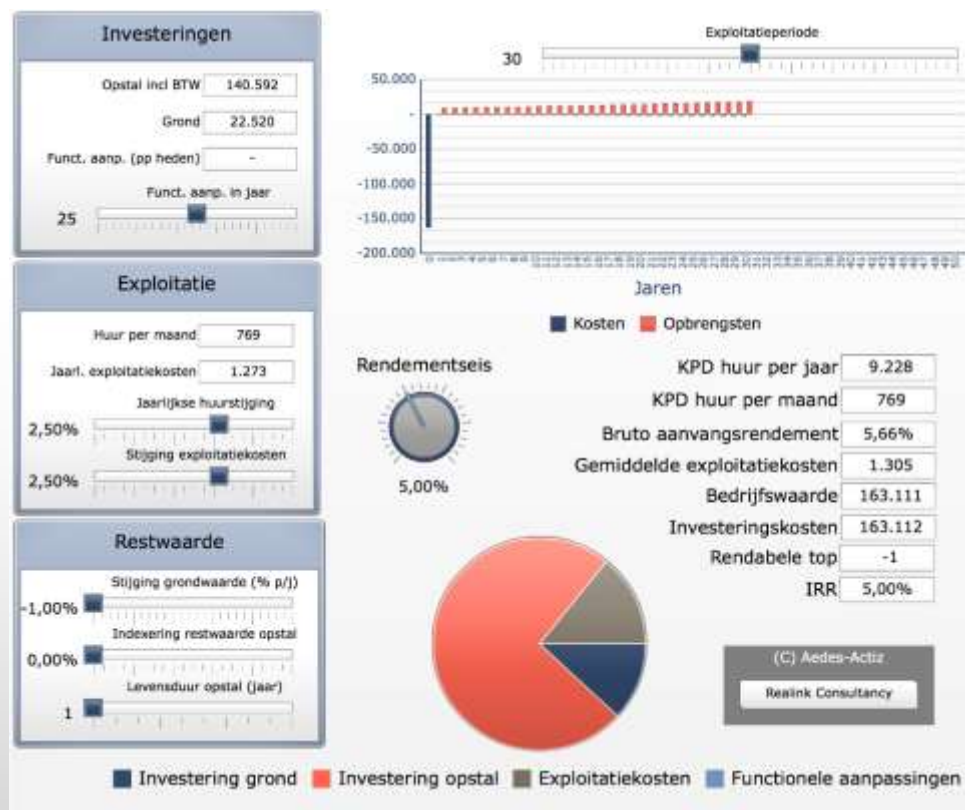 Investeringen
Opstal incl BTW 140.592
Grond 22.520
Funct. aanp. (pp heden) -
Funct. aanp. in jaar
25
Exploitatie
Huur per maand 769
Jaarl. exploitatiekosten 1.273
Jaarlijkse huurstijging
2,50%
Stijging exploitatiekosten
2,50%
Restwaarde
Stijging grondwaarde (% p/j)
-1,00%
Indexering restwaarde opstal
0,00%
Levensduur opstal (jaar)
1
Exploitatieperiode
30
50.000
-
-50.000
-100.000
-150.000
-200.000
Jaren
Kosten Opbrengsten
Rendementseis
5,00%
KPD huur per jaar 9.228
KPD huur per maand 769
Bruto aanvangsrendement 5,66%
Gemiddelde exploitatiekosten 1.305
Bedrijfswaarde 163.111
Investeringskosten 163.112
Rendabele top -1
IRR 5,00%
(C) Aedes-Actiz
Realink Consultancy
Investering grond Investering opstal Exploitatiekosten Functionele aanpassingen